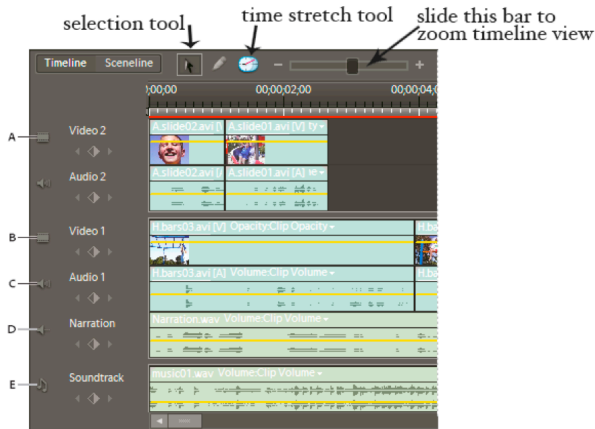 selection tool
time stretch tool
slide this bar to
zoom timeline view
Timeline Sceneline
00;00;02;00
00;00;04;
A
Video 2
A.slide02.avi [V
A.slide01.avi [V] ty
Audio 2
A.slide02.avi [
A.slide01.avi [A]
B
Video 1
H.bars03.avi [V] Opacity:Clip Opacity
H.ba
C
Audio 1
H.bars03.avi [A] Volume:Clip Volume
H.ba
D
Narration
Narration.wav Volume:Clip Volume
E
Soundtrack
music01.wav Volume:Clip Volume